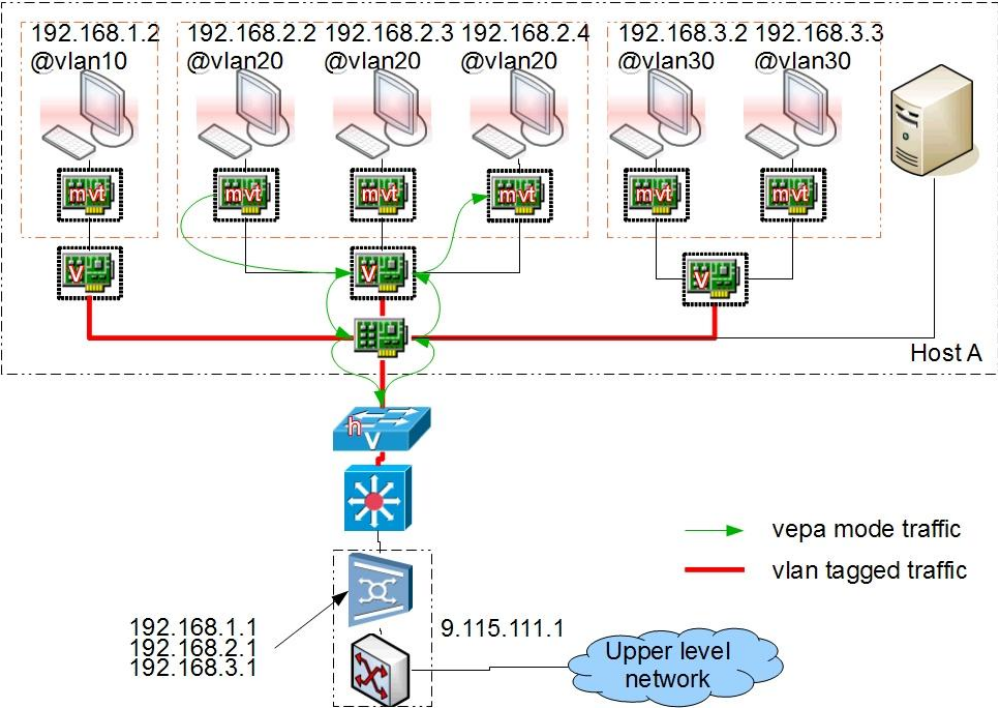 192.168.1.2 192.168.2.2 192.168.2.3 192.168.2.4 192.168.3.2 192.168.3.3
@vlan10 @vlan20 @vlan20 @vlan20 @vlan30 @vlan30
mvt mvt mvt mvt mvt mvt
V V V
Host A
h
V
vepa mode traffic
vlan tagged traffic
192.168.1.1
192.168.2.1
192.168.3.1
9.115.111.1
Upper level
network